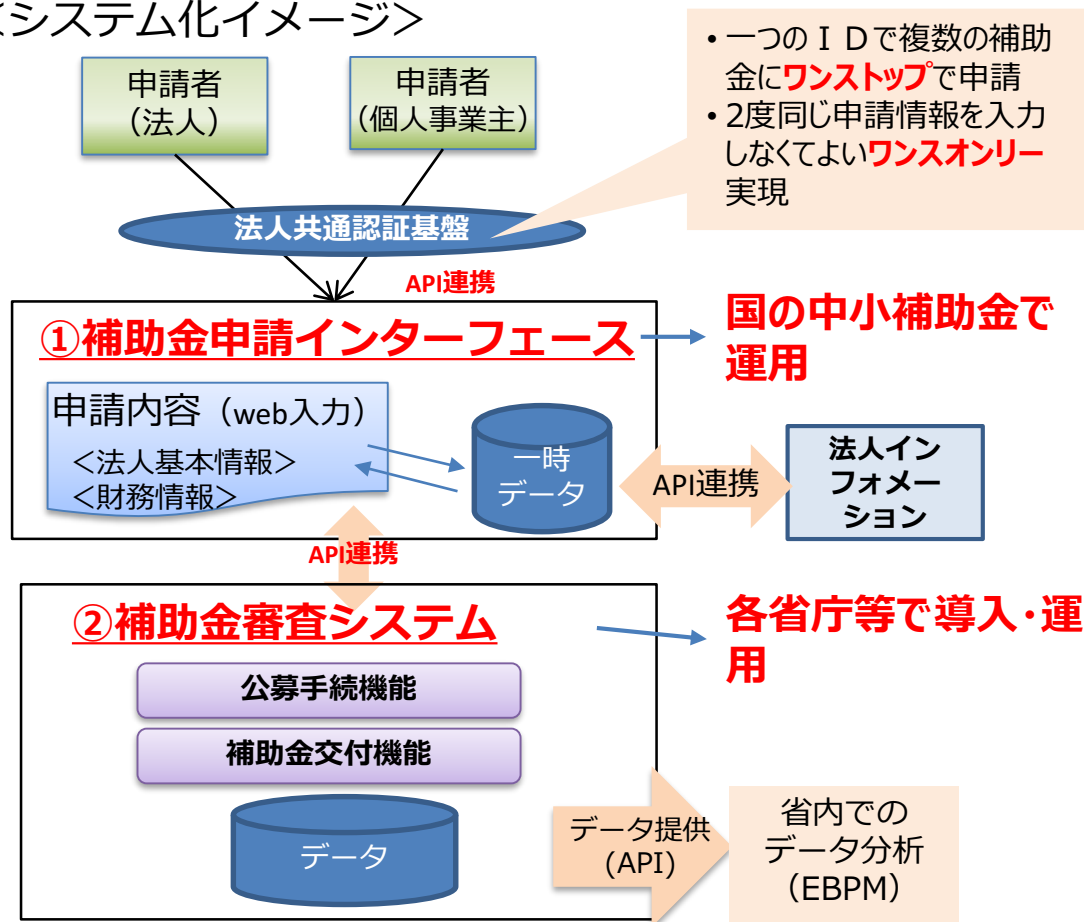 <システム化イメージ>
申請者
（法人）
申請者
（個人事業主）
• 一つのＩＤで複数の補助
金にワンストップで申請
• 2度同じ申請情報を入力
しなくてよいワンスオンリー
実現
法人共通認証基盤
API連携
①補助金申請インターフェース
国の中小補助金で
運用
申請内容（web入力）
＜法人基本情報＞
＜財務情報＞
一時
データ
API連携
法人イン
フォメー
ション
API連携
②補助金審査システム
各省庁等で導入・運
用
公募手続機能
補助金交付機能
データ
データ提供
(API)
省内での
データ分析
（EBPM）